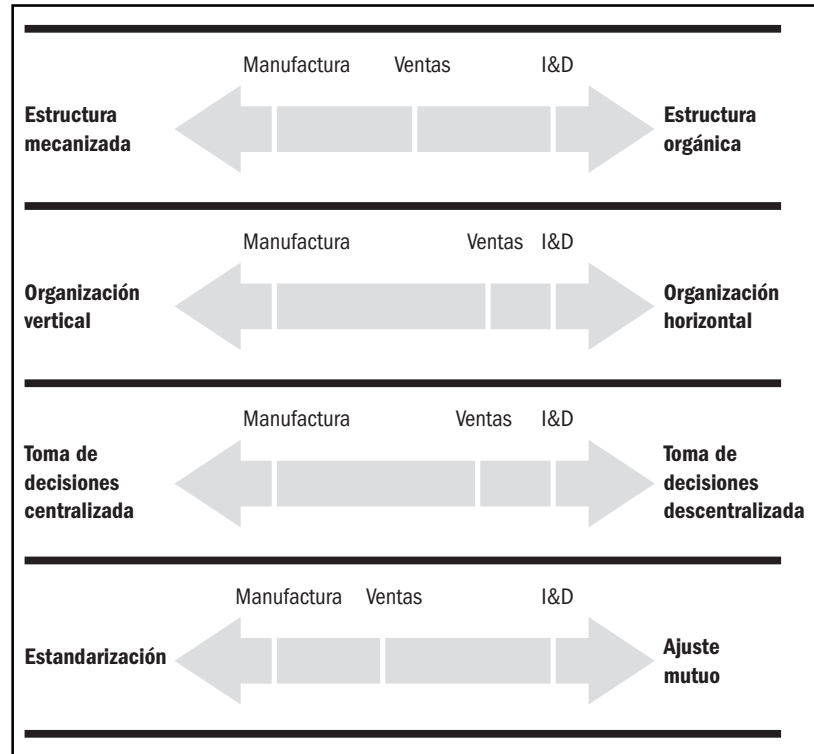 Manufactura Ventas I&D
Estructura
mecanizada
Estructura
orgánica
Manufactura Ventas I&D
Organización
vertical
Organización
horizontal
Manufactura Ventas I&D
Toma de
decisiones
centralizada
Toma de
decisiones
descentralizada
Manufactura Ventas I&D
Estandarización
Ajuste
mutuo